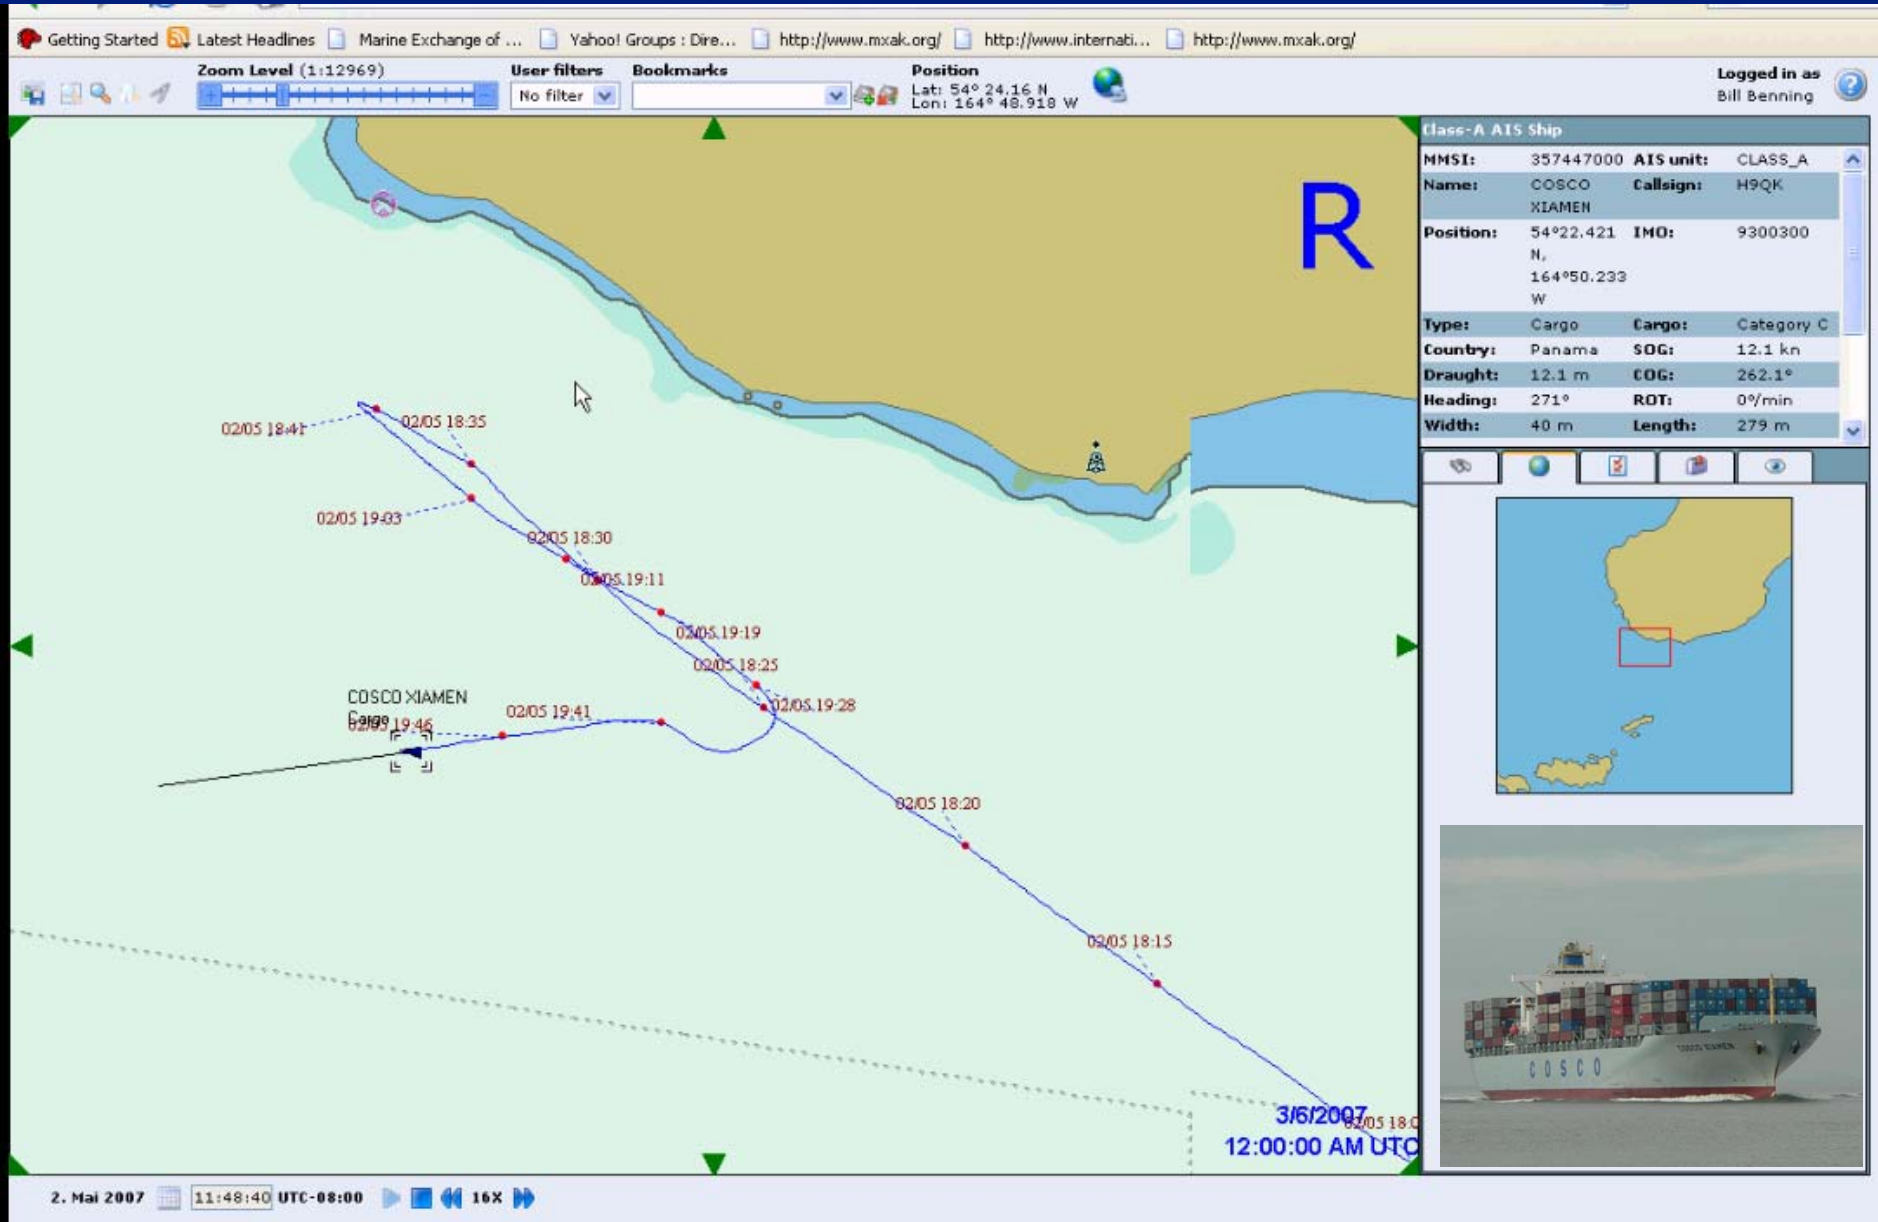 Getting Started Latest Headlines Marine Exchange of ... Yahoo! Groups : Dire... http://www.mxak.org/ http://www.internati... http://www.mxak.org/
Zoom Level (1:12969) User filters Bookmarks Position Logged in as
No filter Lat: 54° 24.16 N Bill Benning
Lon: 164° 48.918 W
R
Class-A AIS Ship
MMSI: 357447000 AIS unit: CLASS_A
Name: COSCO XIAMEN Callsign: H9QK
Position: 54°22.421 N, 164°50.233 W IMO: 9300300
Type: Cargo Cargo: Category C
Country: Panama SOG: 12.1 kn
Draught: 12.1 m COG: 262.1°
Heading: 271° ROT: 0°/min
Width: 40 m Length: 279 m
02/05 18:41
02/05 18:35
02/05 19:03
02/05 18:30
02/05 19:11
02/05 19:19
02/05 18:25
02/05 19:28
COSCO XIAMEN
Cargo
02/05 19:46
02/05 19:41
02/05 18:20
02/05 18:15
3/6/2007
02/05 18:0
12:00:00 AM UTC
COSCO XIAMEN
COSCO
2. Mai 2007 11:48:40 UTC-08:00 16X